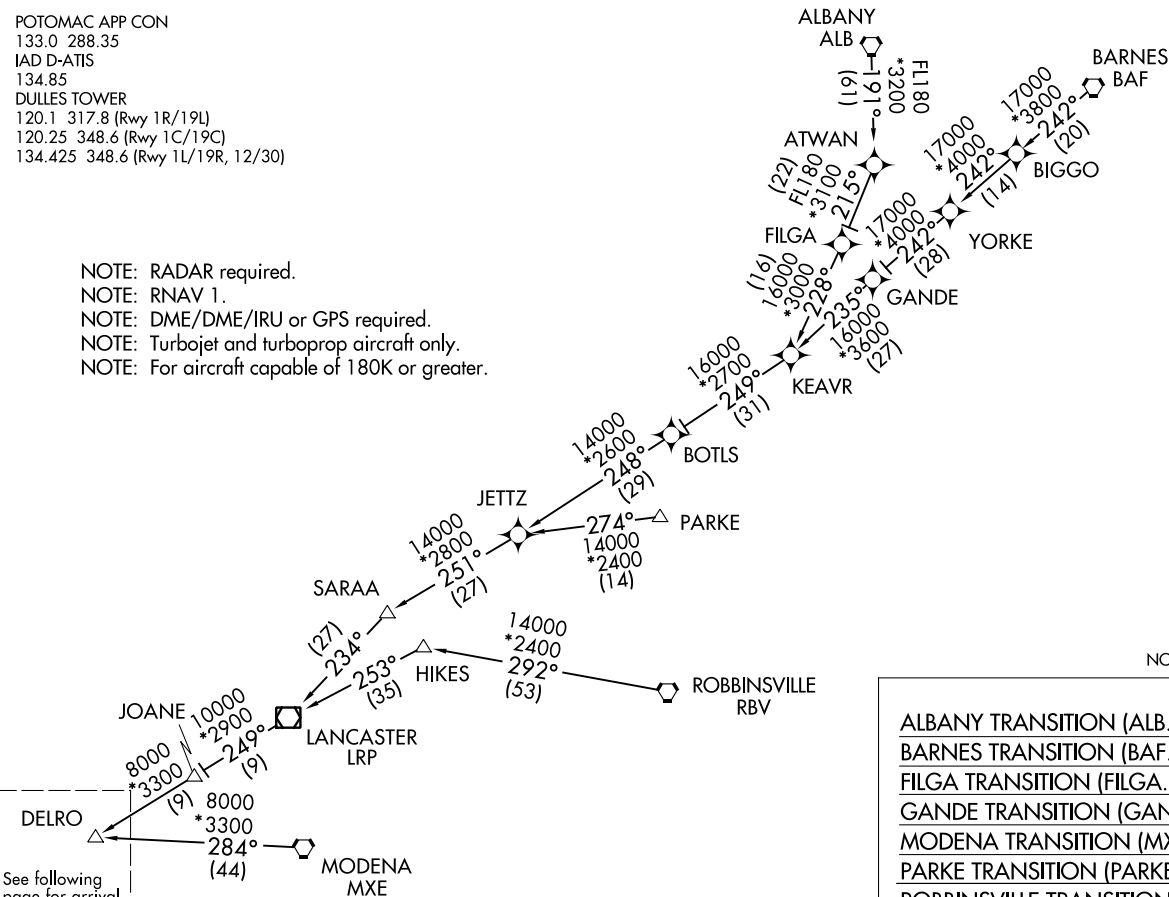 POTOMAC APP CON
133.0 288.35
IAD D-ATIS
134.85
DULLES TOWER
120.1 317.8 (Rwy 1R/19L)
120.25 348.6 (Rwy 1C/19C)
134.425 348.6 (Rwy 1L/19R, 12/30)
NOTE: RADAR required.
NOTE: RNAV 1.
NOTE: DME/DME/IRU or GPS required.
NOTE: Turbojet and turboprop aircraft only.
NOTE: For aircraft capable of 180K or greater.
ALBANY
ALB
FL180
*3200
191°
(61)
BARNES
BAF
17000
*3800
242°
(20)
BIGGO
17000
*4000
242°
(14)
YORKE
17000
*4000
242°
(28)
GANDE
ATWAN
(22)
FL180
*3100
215°
FILGA
(16)
16000
*3000
228°
235°
16000
*3600
(27)
KEAVR
16000
*2700
249°
(31)
BOTLS
14000
*2600
248°
(29)
JETTZ
PARKE
274°
14000
*2400
(14)
14000
*2800
251°
(27)
SARAA
(27)
234°
HIKES
253°
(35)
14000
*2400
292°
(53)
ROBBINSVILLE
RBV
LANCASTER
LRP
JOANE
10000
*2900
249°
(9)
8000
*3300
(9)
DELRO
8000
*3300
284°
(44)
MODENA
MXE
See following
page for arrival
NO
ALBANY TRANSITION (ALB.
BARNES TRANSITION (BAF.
FILGA TRANSITION (FILGA.
GANDE TRANSITION (GAN
MODENA TRANSITION (MX
PARKE TRANSITION (PARKE
ROBBINSVILLE TRANSITION